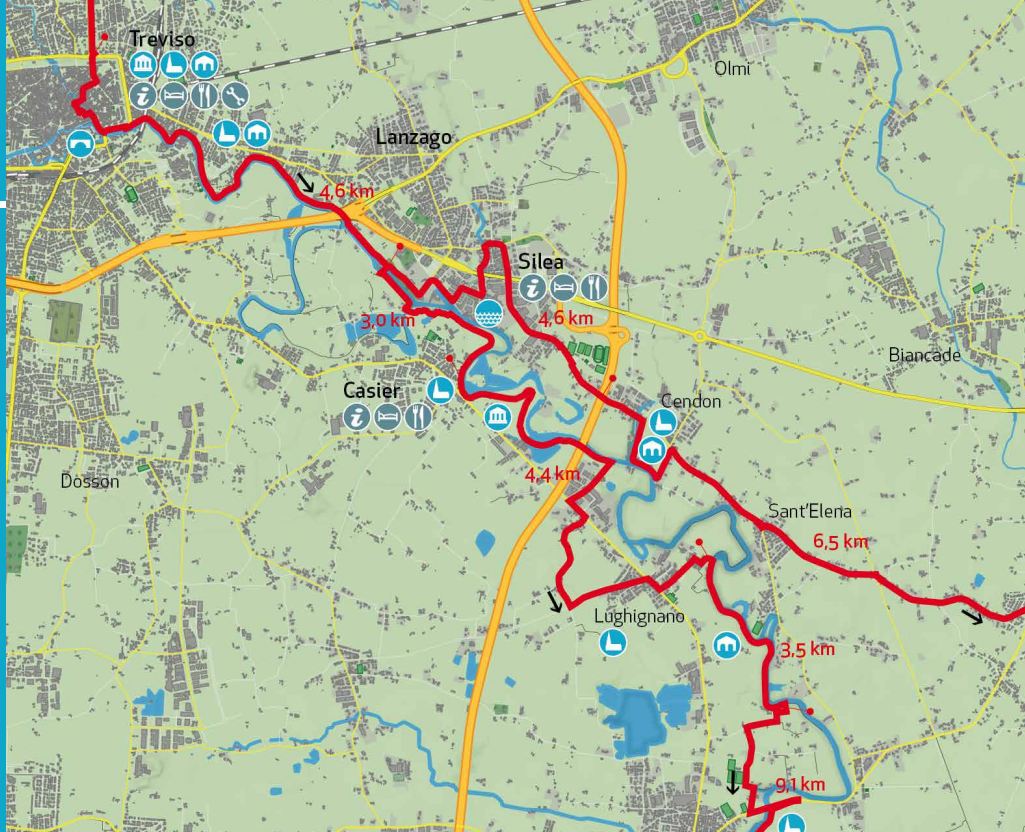 Treviso
Olmi
Lanzago
4,6 km
Silea
3,0 km
4,6 km
Biancade
Casier
Cendon
4,4 km
Dosson
Sant'Elena
6,5 km
Lughignano
3,5 km
9,1 km